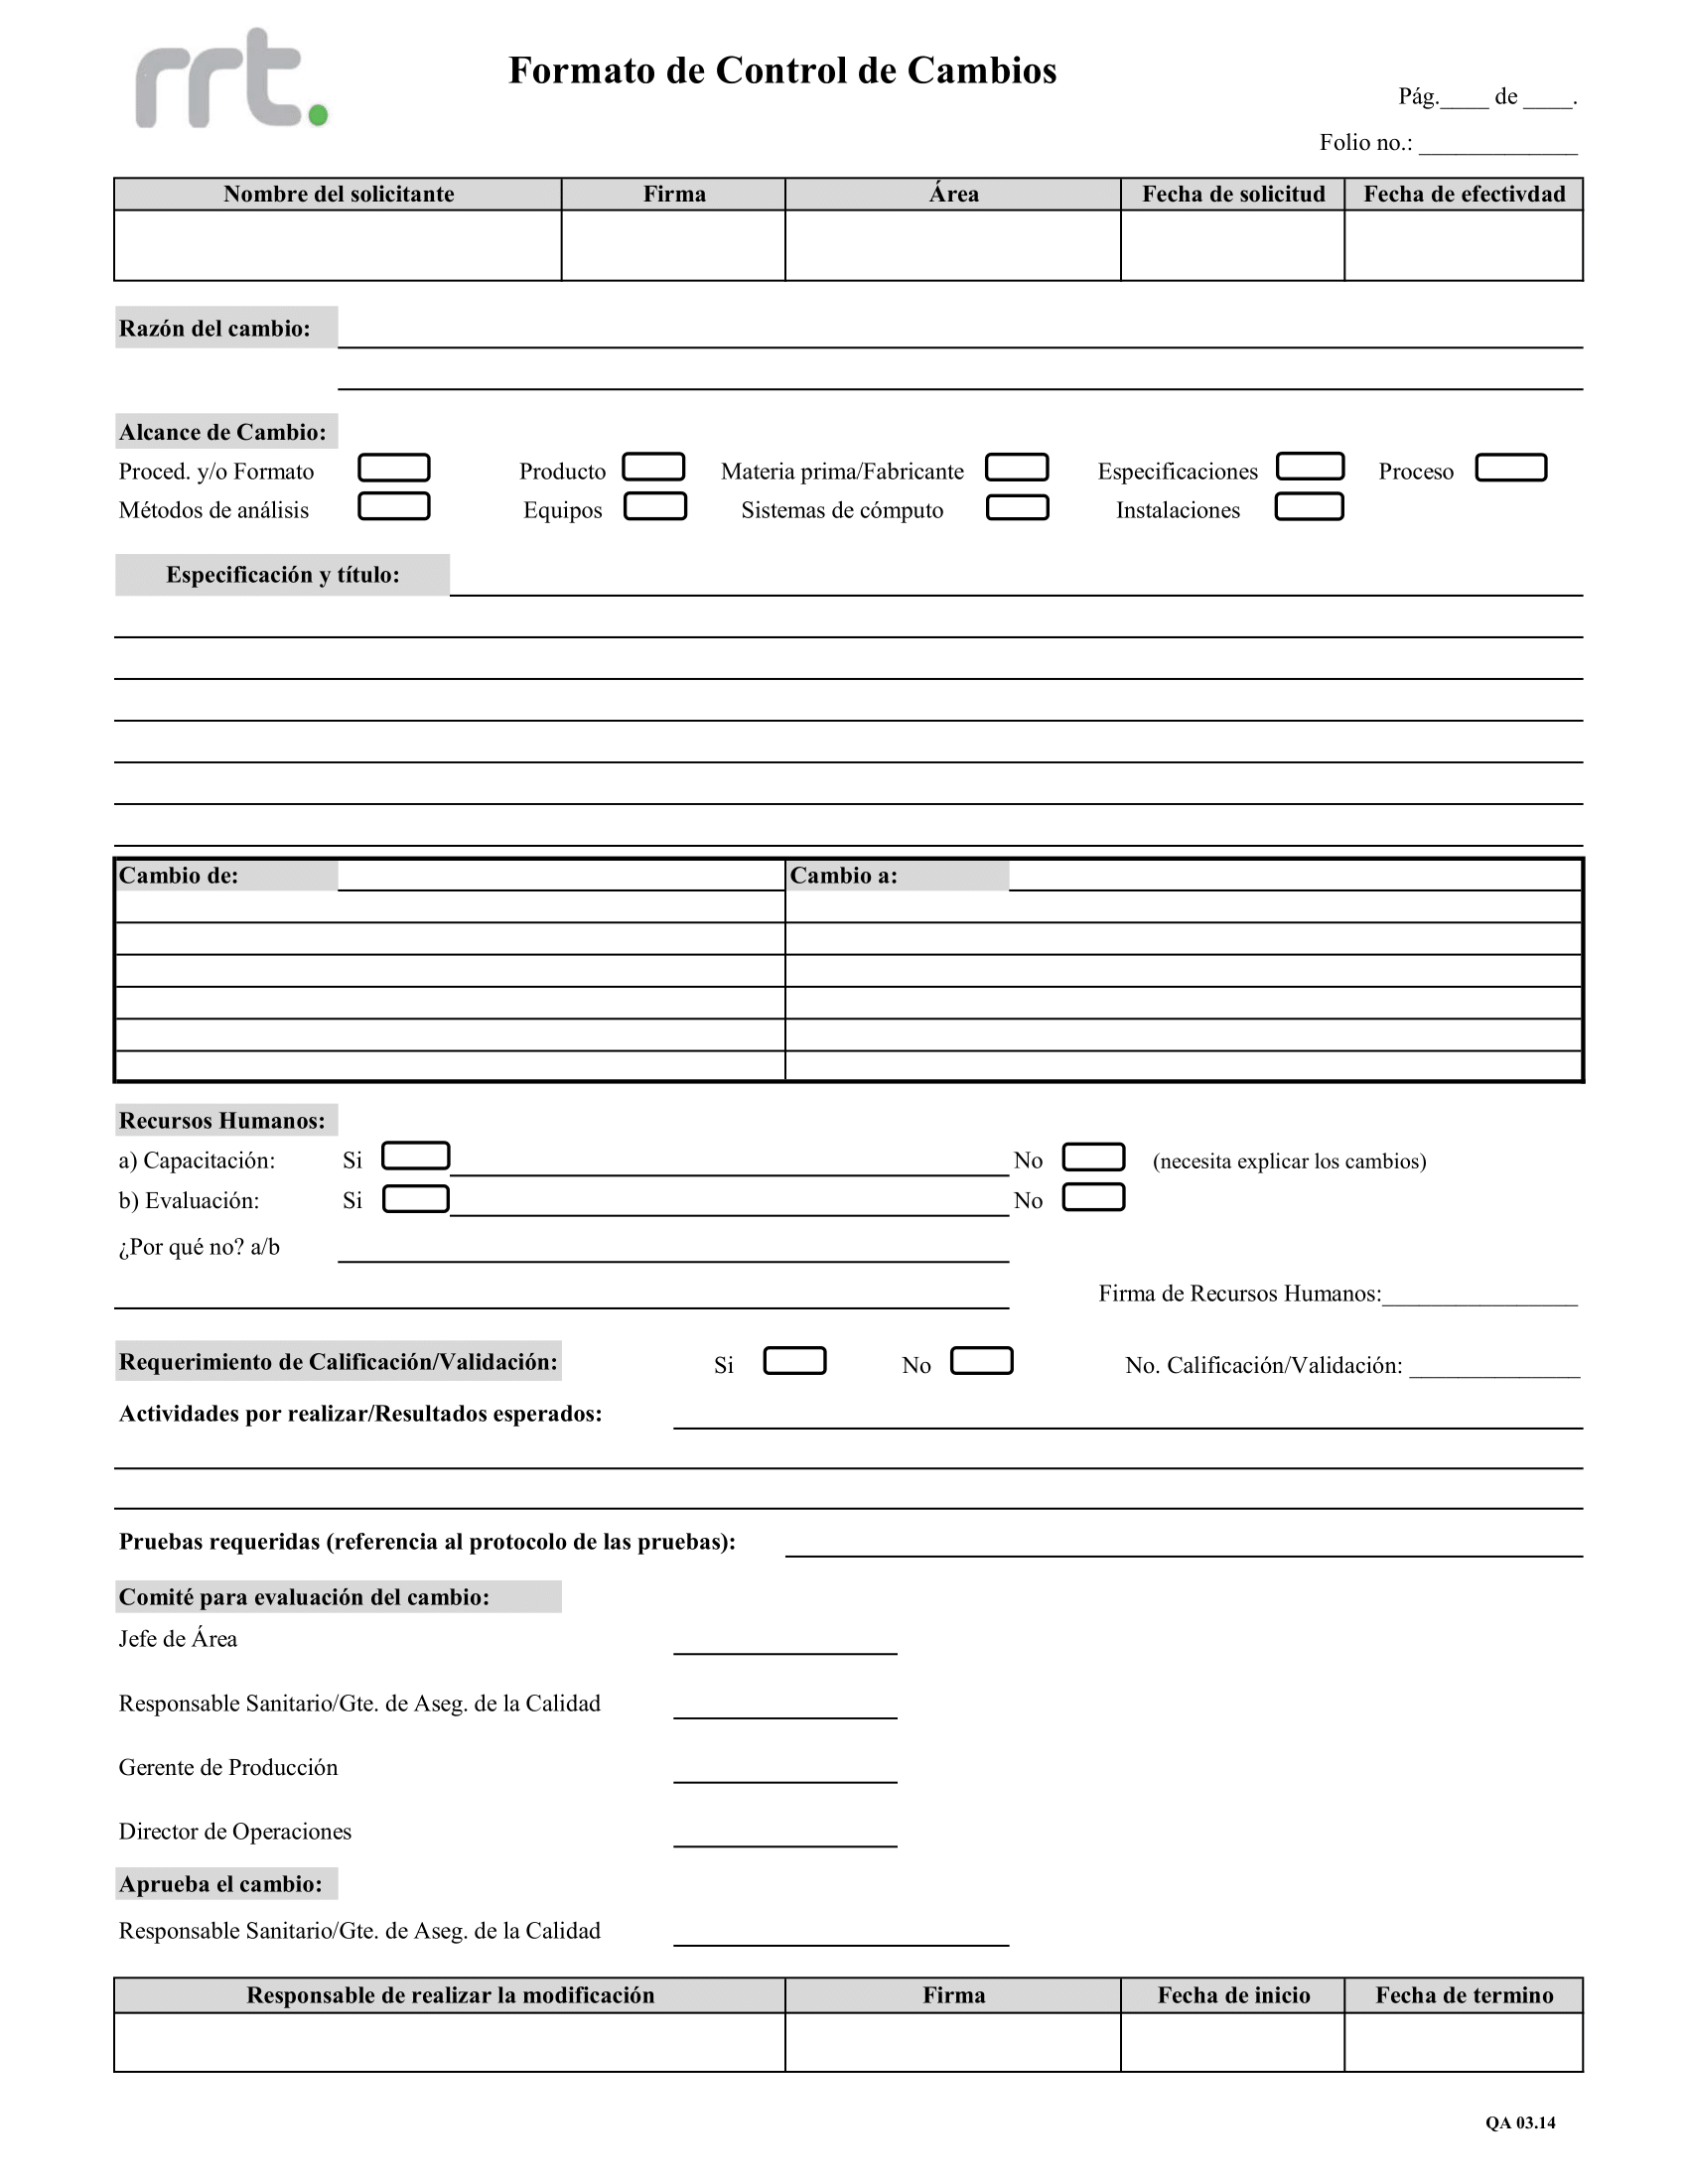 rrt.
Formato de Control de Cambios
Pág.____ de ____.
Folio no.: _____________
Nombre del solicitante Firma Área Fecha de solicitud Fecha de efectivdad
Razón del cambio:
Alcance de Cambio:
Proced. y/o Formato Producto Materia prima/Fabricante Especificaciones Proceso
Métodos de análisis Equipos Sistemas de cómputo Instalaciones
Especificación y título:
Cambio de: Cambio a:
Recursos Humanos:
a) Capacitación: Si No (necesita explicar los cambios)
b) Evaluación: Si No
¿Por qué no? a/b
Firma de Recursos Humanos:________________
Requerimiento de Calificación/Validación: Si No No. Calificación/Validación: ______________
Actividades por realizar/Resultados esperados:
Pruebas requeridas (referencia al protocolo de las pruebas):
Comité para evaluación del cambio:
Jefe de Área
Responsable Sanitario/Gte. de Aseg. de la Calidad
Gerente de Producción
Director de Operaciones
Aprueba el cambio:
Responsable Sanitario/Gte. de Aseg. de la Calidad
Responsable de realizar la modificación Firma Fecha de inicio Fecha de termino
QA 03.14